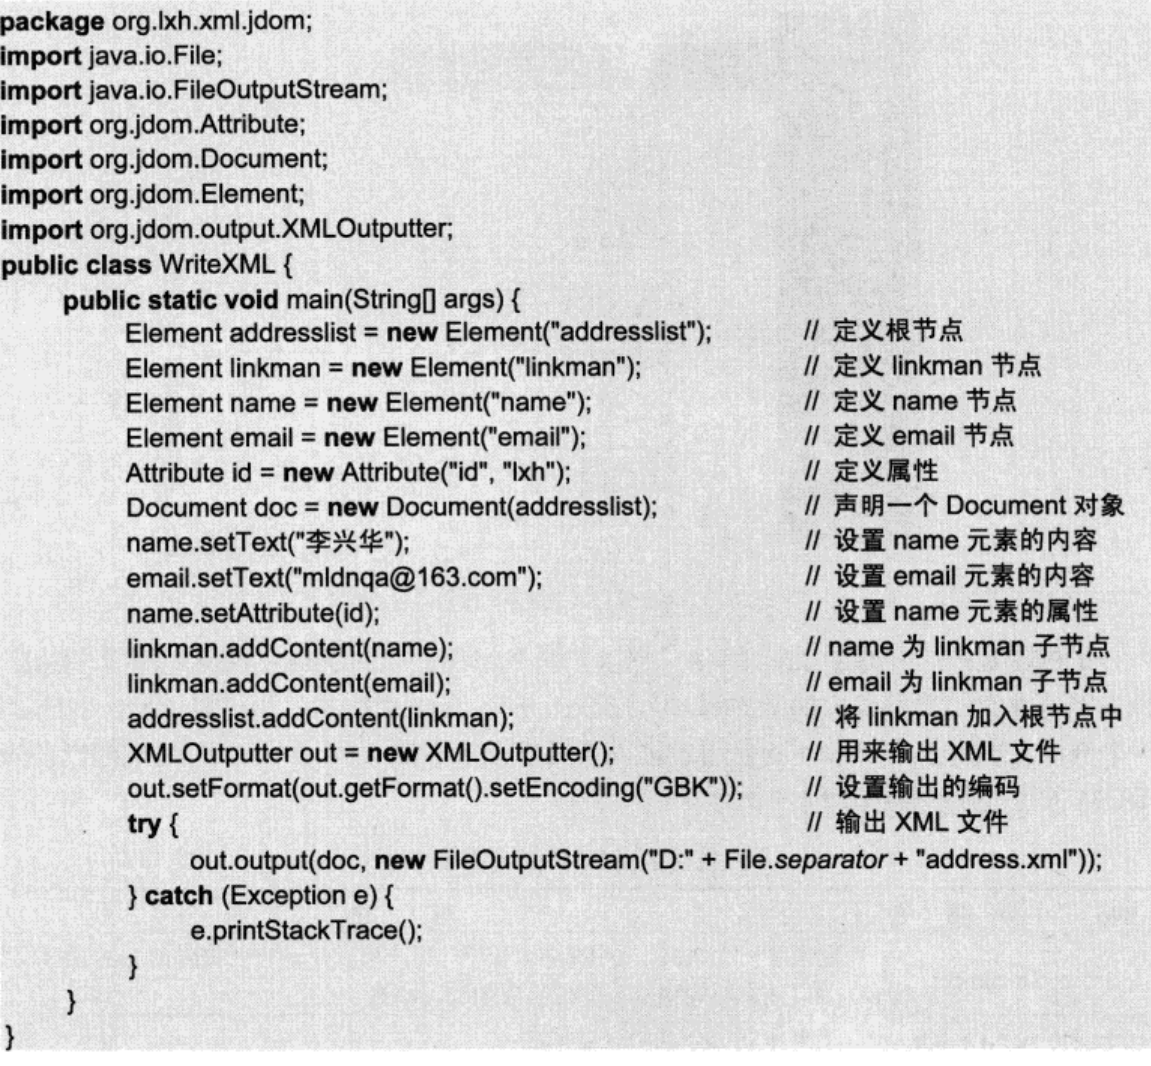 package org.lxh.xml.jdom;
import java.io.File;
import java.io.FileOutputStream;
import org.jdom.Attribute;
import org.jdom.Document;
import org.jdom.Element;
import org.jdom.output.XMLOutputter;
public class WriteXML {
public static void main(String[] args) {
Element addresslist = new Element("addresslist"); // 定义根节点
Element linkman = new Element("linkman"); // 定义 linkman 节点
Element name = new Element("name"); // 定义 name 节点
Element email = new Element("email"); // 定义 email 节点
Attribute id = new Attribute("id", "lxh"); // 定义属性
Document doc = new Document(addresslist); // 声明一个 Document 对象
name.setText("李兴华"); // 设置 name 元素的内容
email.setText("mldnqa@163.com"); // 设置 email 元素的内容
name.setAttribute(id); // 设置 name 元素的属性
linkman.addContent(name); // name 为 linkman 子节点
linkman.addContent(email); // email 为 linkman 子节点
addresslist.addContent(linkman); // 将 linkman 加入根节点中
XMLOutputter out = new XMLOutputter(); // 用来输出 XML 文件
out.setFormat(out.getFormat().setEncoding("GBK")); // 设置输出的编码
try { // 输出 XML 文件
out.output(doc, new FileOutputStream("D:" + File.separator + "address.xml"));
} catch (Exception e) {
e.printStackTrace();
}
}
}